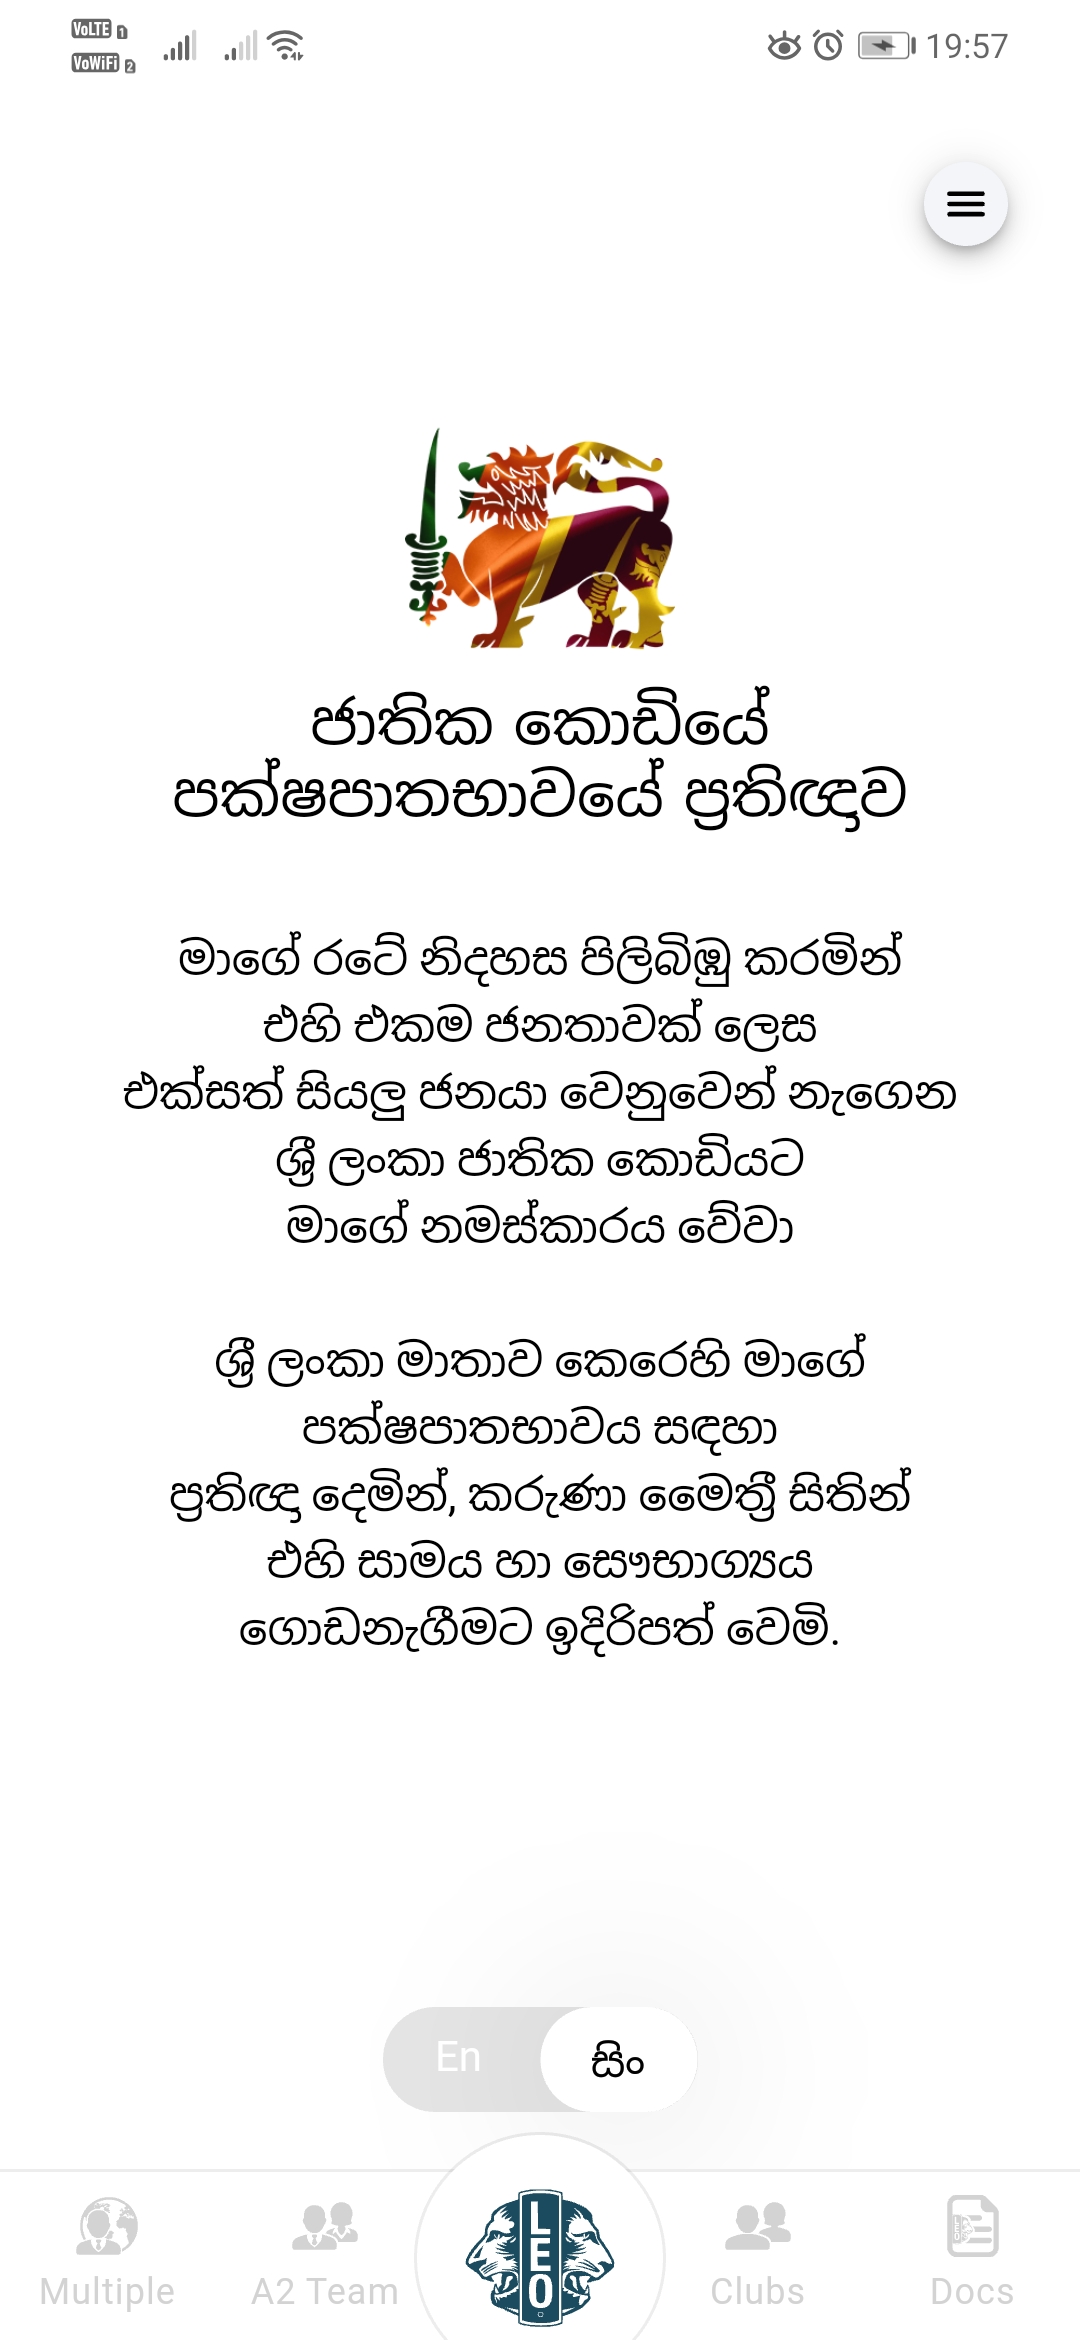 VoLTE 1
VoWiFi 2
19:57
ජාතික කොඩියේ
පක්ෂපාතභාවයේ ප්‍රතිඥාව
මාගේ රටේ නිදහස පිලිබිඹු කරමින්
එහි එකම ජනතාවක් ලෙස
එක්සත් සියලු ජනයා වෙනුවෙන් නැගෙන
ශ්‍රී ලංකා ජාතික කොඩියට
මාගේ නමස්කාරය වේවා
ශ්‍රී ලංකා මාතාව කෙරෙහි මාගේ
පක්ෂපාතභාවය සඳහා
ප්‍රතිඥා දෙමින්, කරුණා මෛත්‍රී සිතින්
එහි සාමය හා සෞභාග්‍යය
ගොඩනැගීමට ඉදිරිපත් වෙමි.
En සිං
LEO
Multiple A2 Team Clubs Docs